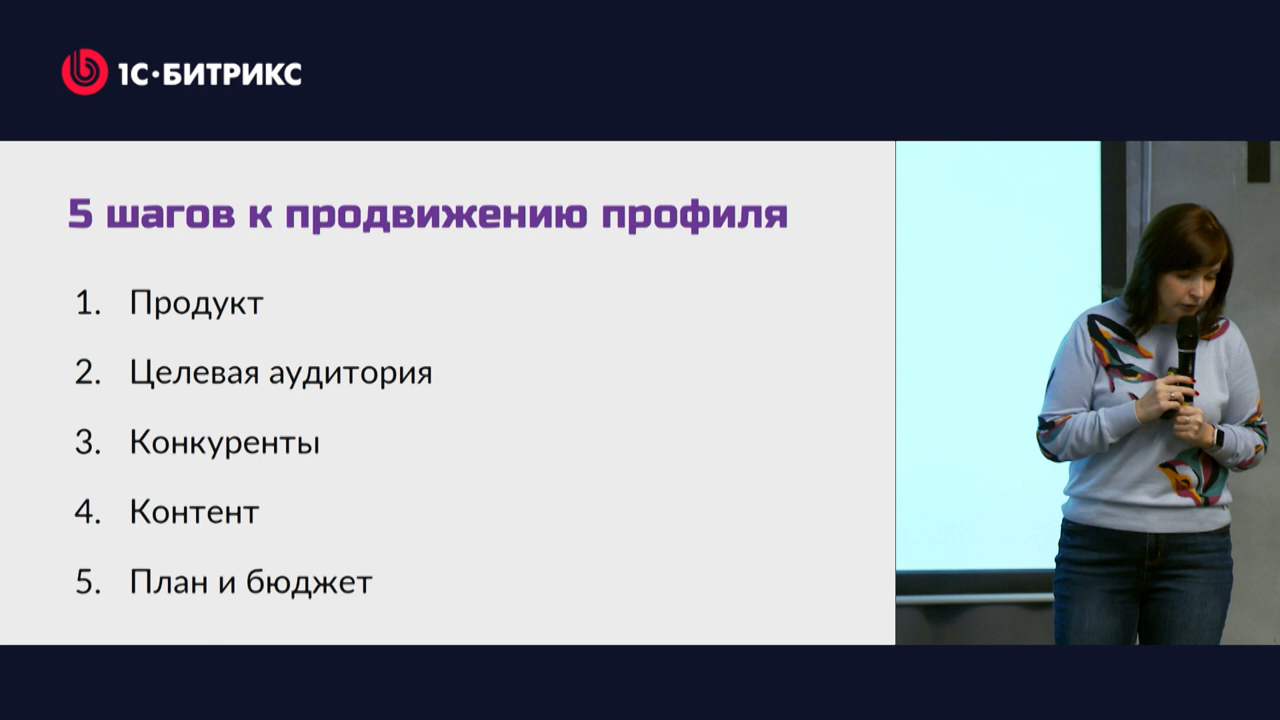 1С•БИТРИКС
5 шагов к продвижению профиля
1. Продукт
2. Целевая аудитория
3. Конкуренты
4. Контент
5. План и бюджет